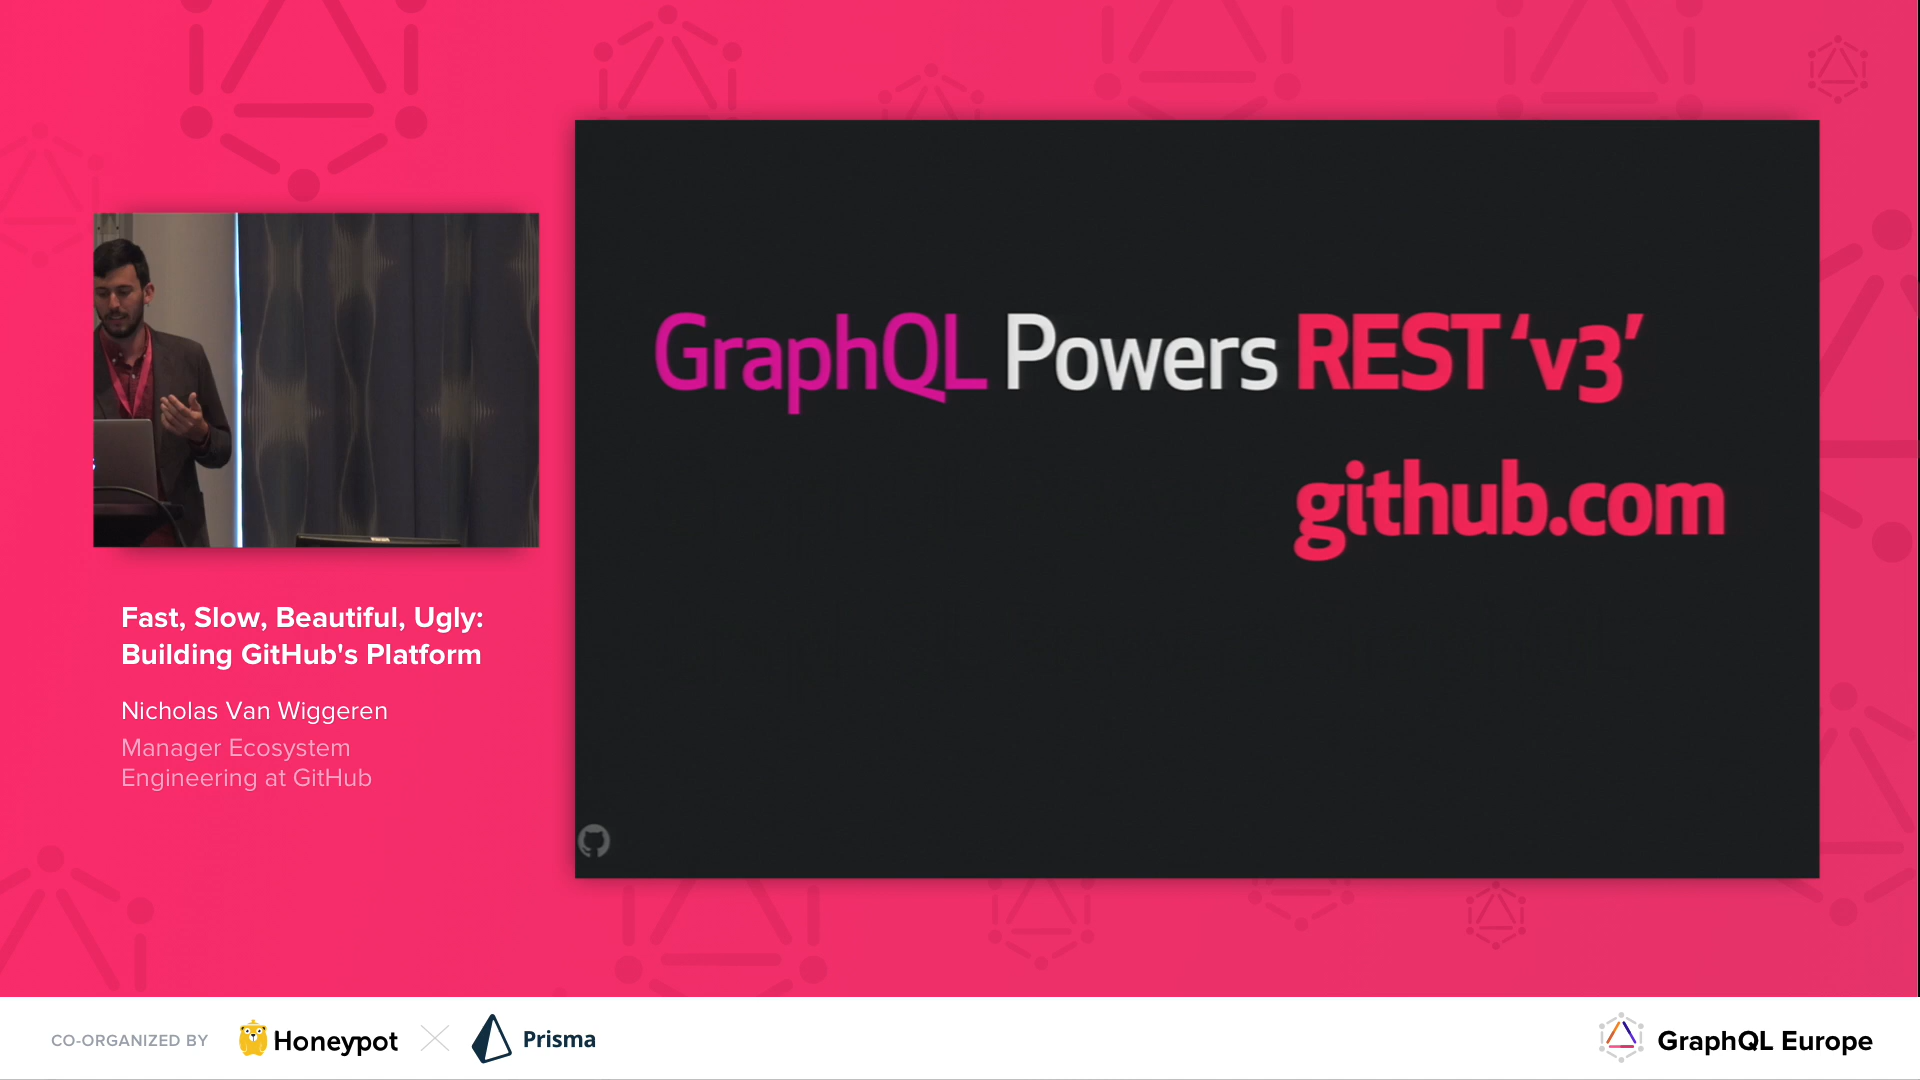 GraphQL Powers REST ‘v3’
github.com
Fast, Slow, Beautiful, Ugly:
Building GitHub's Platform
Nicholas Van Wiggeren
Manager Ecosystem
Engineering at GitHub
CO-ORGANIZED BY
Honeypot
Prisma
GraphQL Europe